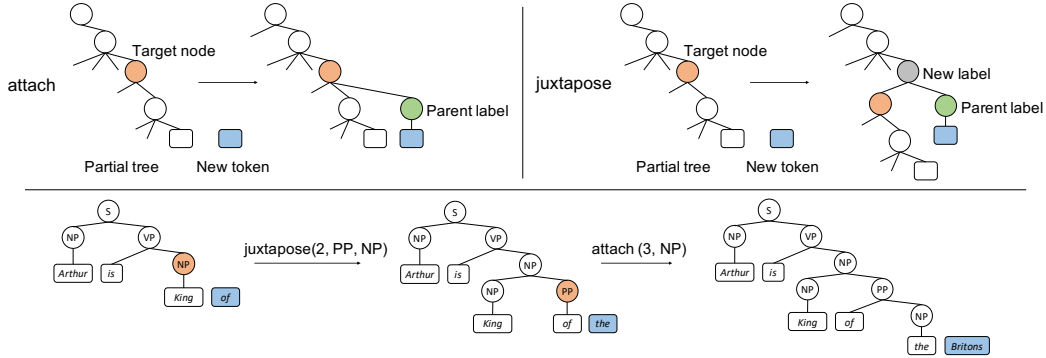 attach
Target node
Parent label
Partial tree
New token
juxtapose
Target node
New label
Parent label
Partial tree
New token
S
NP
VP
Arthur
is
NP
King
of
juxtapose(2, PP, NP)
S
NP
VP
Arthur
is
NP
NP
PP
King
of
the
attach (3, NP)
S
NP
VP
Arthur
is
NP
NP
PP
King
of
NP
the
Britons